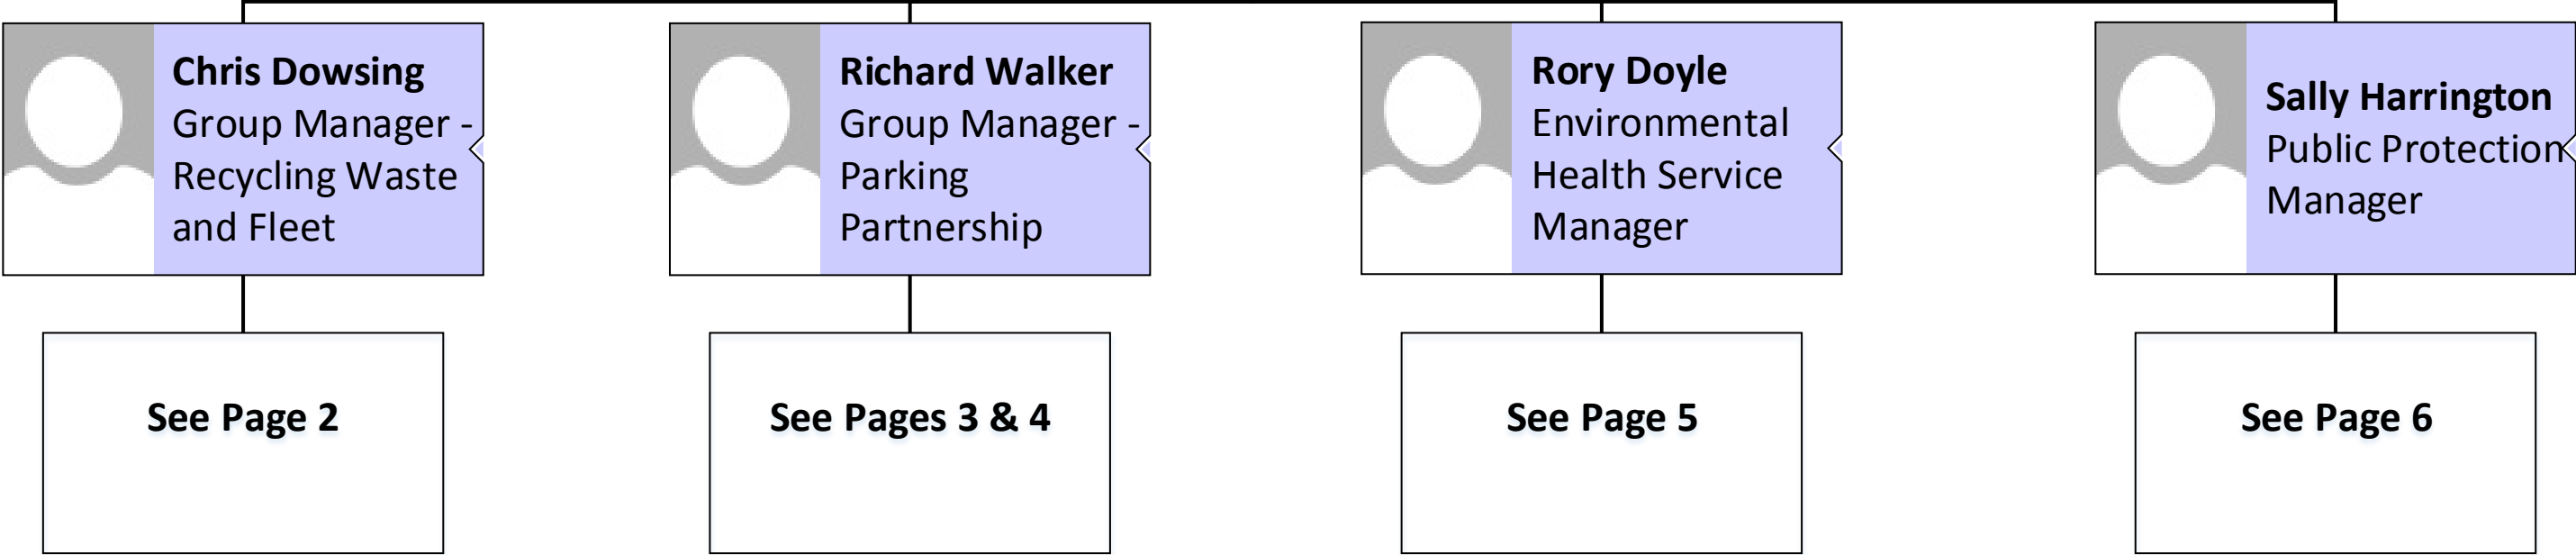 Chris Dowsing
Group Manager -
Recycling Waste
and Fleet
Richard Walker
Group Manager -
Parking
Partnership
Rory Doyle
Environmental
Health Service
Manager
Sally Harrington
Public Protection
Manager
See Page 2
See Pages 3 & 4
See Page 5
See Page 6